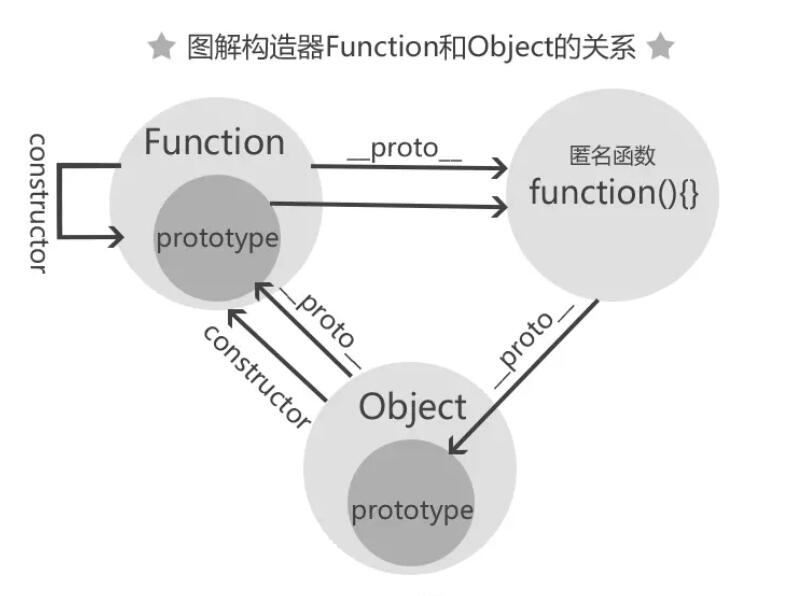 ★ 图解构造器Function和Object的关系 ★
Function
__proto__
匿名函数
function(){}
constructor
prototype
__proto__
constructor
__proto__
Object
prototype